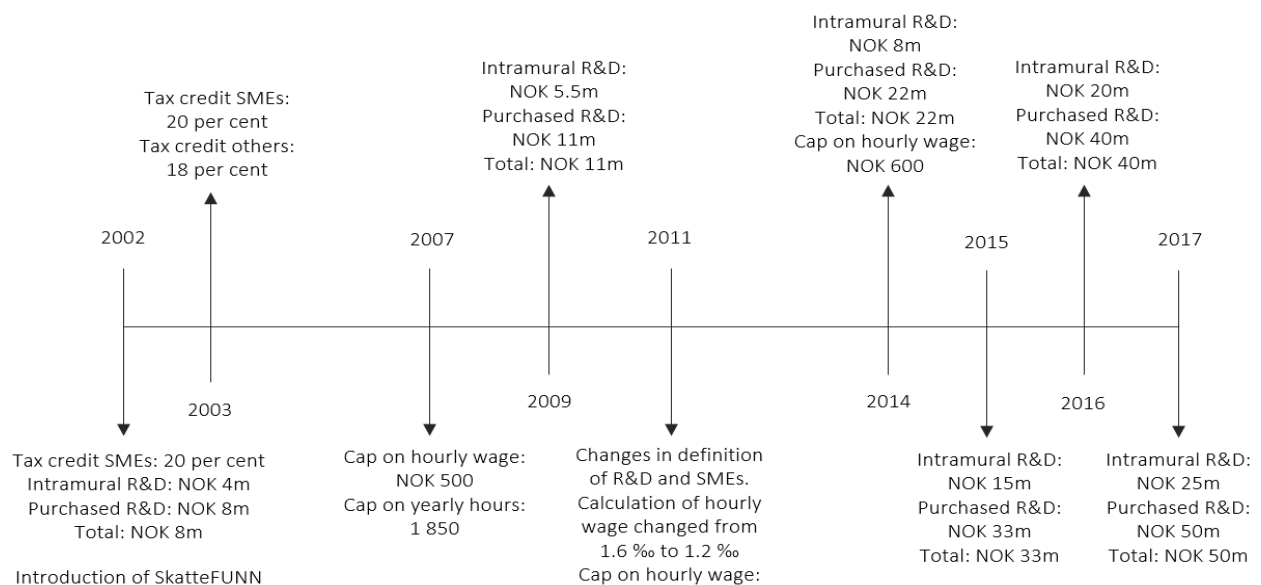 2002
Tax credit SMEs: 20 per cent
Intramural R&D: NOK 4m
Purchased R&D: NOK 8m
Total: NOK 8m
Introduction of SkatteFUNN
Tax credit SMEs:
20 per cent
Tax credit others:
18 per cent
2003
2007
Cap on hourly wage:
NOK 500
Cap on yearly hours:
1 850
Intramural R&D:
NOK 5.5m
Purchased R&D:
NOK 11m
Total: NOK 11m
2009
2011
Changes in definition
of R&D and SMEs.
Calculation of hourly
wage changed from
1.6 ‰ to 1.2 ‰
Cap on hourly wage:
Intramural R&D:
NOK 8m
Purchased R&D:
NOK 22m
Total: NOK 22m
Cap on hourly wage:
NOK 600
2014
2015
Intramural R&D:
NOK 15m
Purchased R&D:
NOK 33m
Total: NOK 33m
Intramural R&D:
NOK 20m
Purchased R&D:
NOK 40m
Total: NOK 40m
2016
2017
Intramural R&D:
NOK 25m
Purchased R&D:
NOK 50m
Total: NOK 50m